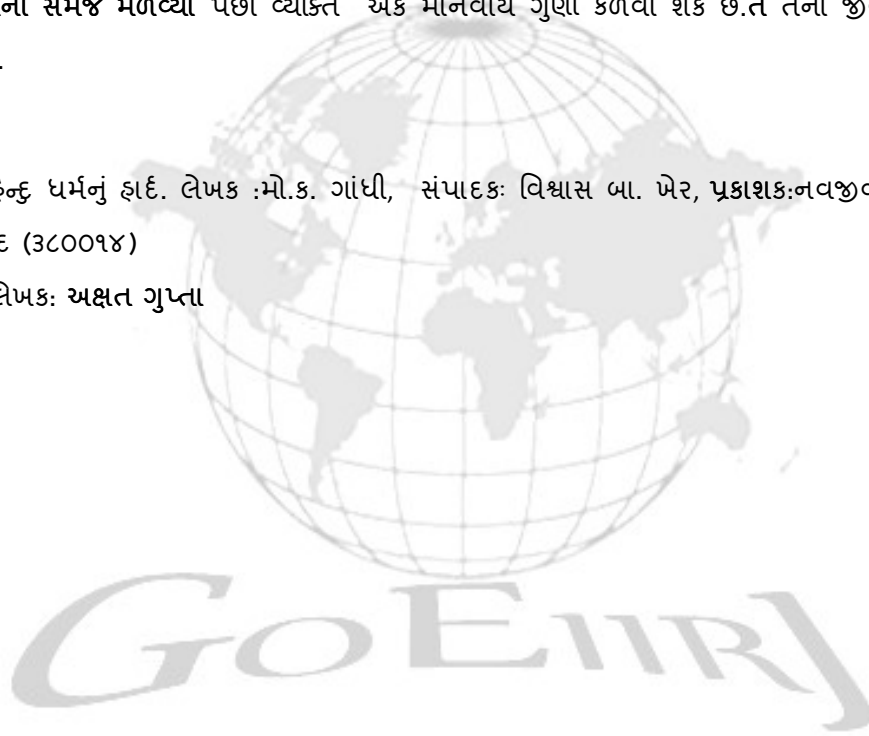 સમજ મળવ્યા પછી વ્યક્તિ એક માનવીય ગુણો કેળવી શકે છે.તે તેના
.
ધર્મનું હાર્દ. લેખક :મો.ક. ગાંધી, સંપાદકઃ વિશ્વાસ બા. ખેર, પ્રકાશક:નવજીવ
(૩૮૦૦૧૪)
લેખક: અક્ષત ગુપ્તા
GoEIIRJ